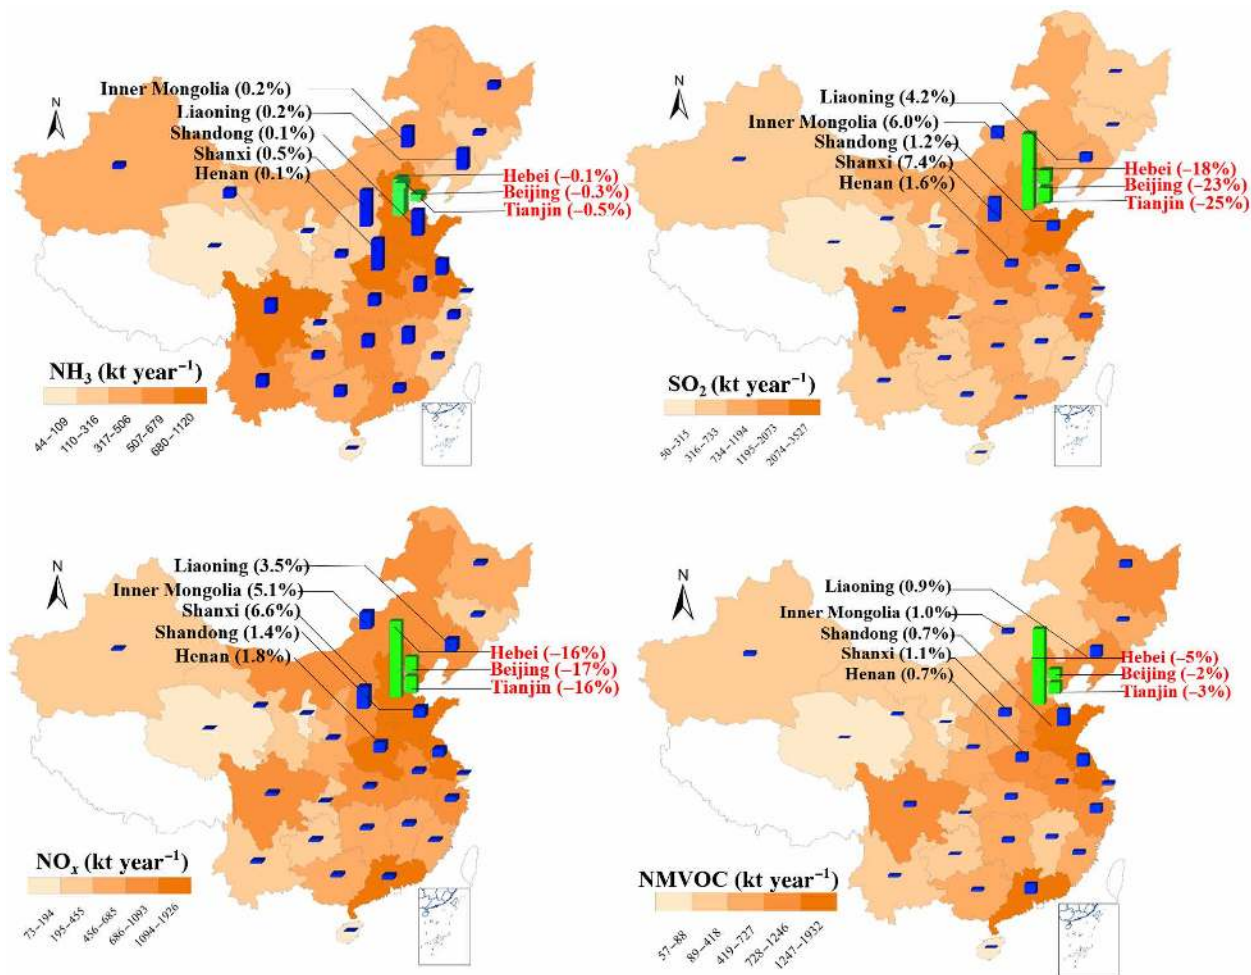 Inner Mongolia (0.2%)
Liaoning (0.2%)
Shandong (0.1%)
Shanxi (0.5%)
Henan (0.1%)
N
Hebei (−0.1%)
Beijing (−0.3%)
Tianjin (−0.5%)
NH₃ (kt year⁻¹)
44−109
110−316
317−506
507−679
680−1120
Liaoning (4.2%)
Inner Mongolia (6.0%)
Shandong (1.2%)
Shanxi (7.4%)
Henan (1.6%)
N
Hebei (−18%)
Beijing (−23%)
Tianjin (−25%)
SO₂ (kt year⁻¹)
50−315
316−733
734−1194
1195−2073
2074−3527
Liaoning (3.5%)
Inner Mongolia (5.1%)
Shanxi (6.6%)
Shandong (1.4%)
Henan (1.8%)
N
Hebei (−16%)
Beijing (−17%)
Tianjin (−16%)
NOₓ (kt year⁻¹)
73−194
195−455
456−685
686−1093
1094−1926
Liaoning (0.9%)
Inner Mongolia (1.0%)
Shandong (0.7%)
Shanxi (1.1%)
Henan (0.7%)
N
Hebei (−5%)
Beijing (−2%)
Tianjin (−3%)
NMVOC (kt year⁻¹)
57−88
89−418
419−727
728−1246
1247−1932